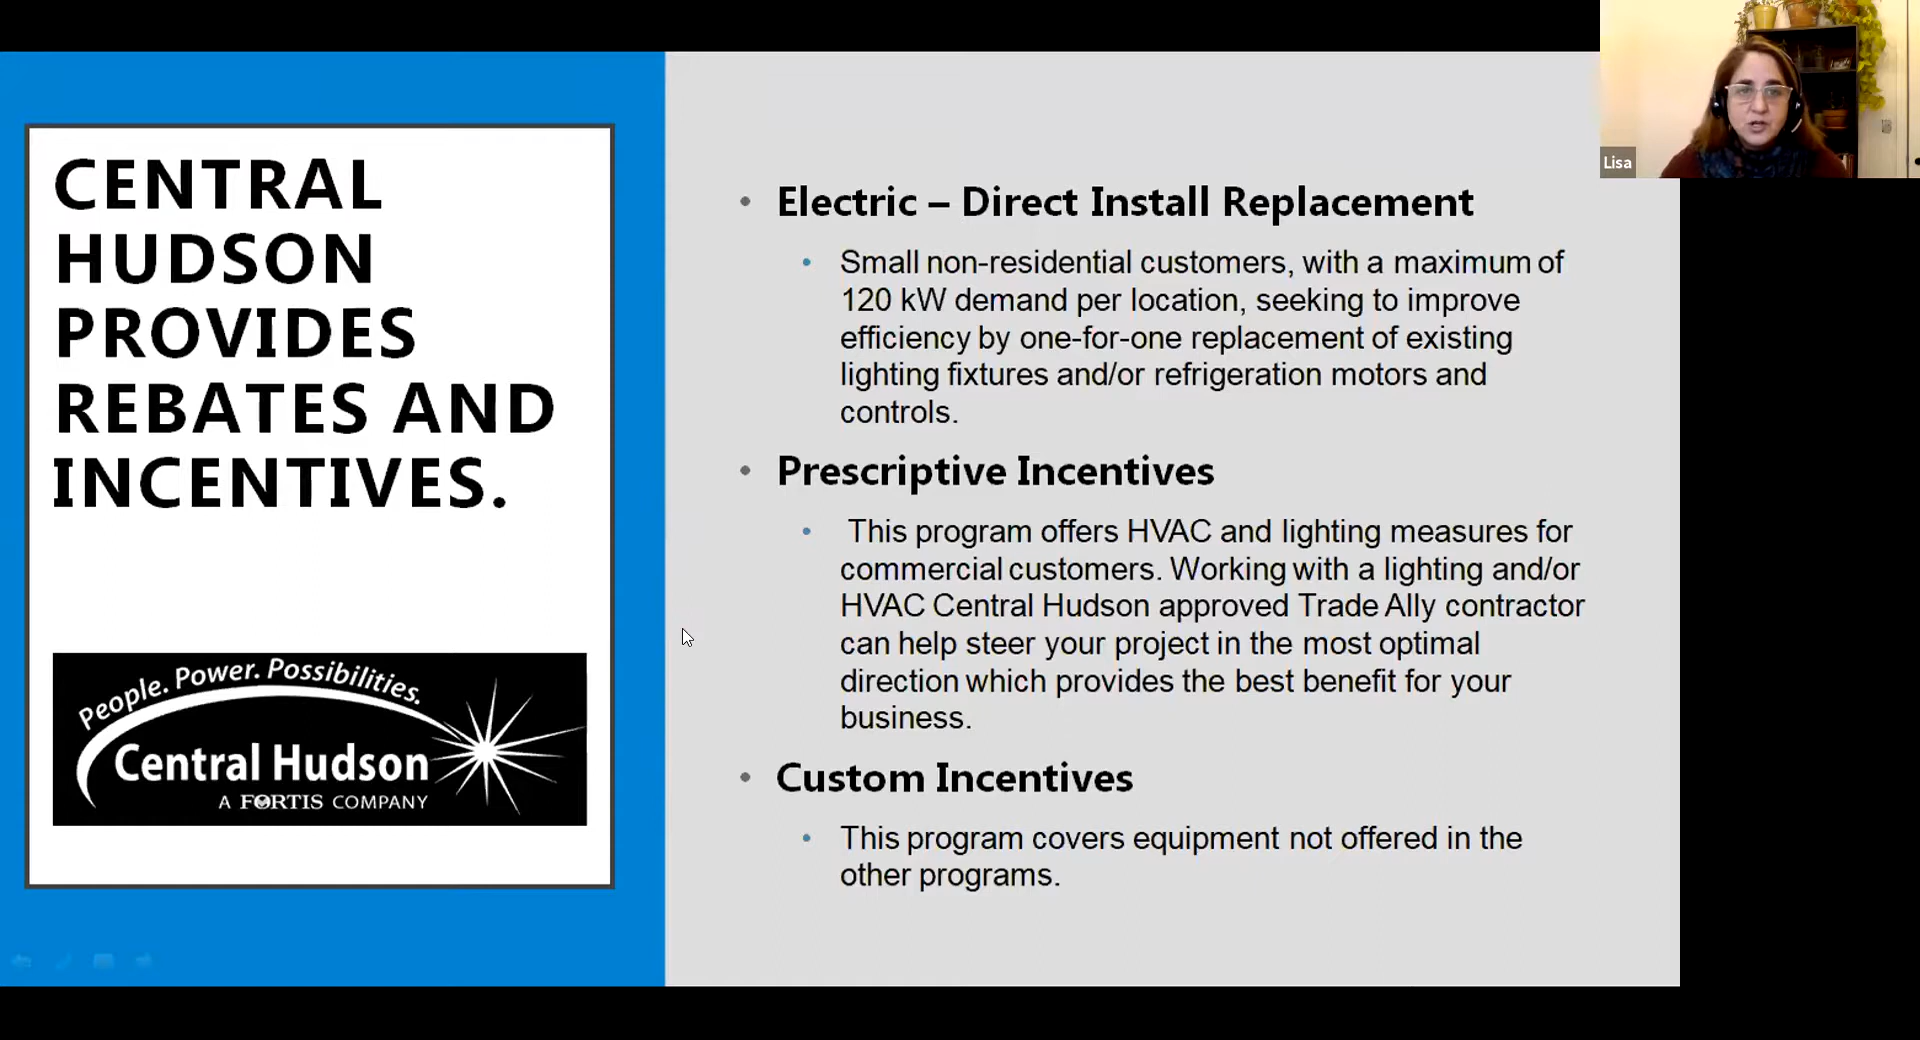 CENTRAL
HUDSON
PROVIDES
REBATES AND
INCENTIVES.
People. Power. Possibilities.
Central Hudson
A FORTIS COMPANY
• Electric – Direct Install Replacement
• Small non-residential customers, with a maximum of
120 kW demand per location, seeking to improve
efficiency by one-for-one replacement of existing
lighting fixtures and/or refrigeration motors and
controls.
• Prescriptive Incentives
• This program offers HVAC and lighting measures for
commercial customers. Working with a lighting and/or
HVAC Central Hudson approved Trade Ally contractor
can help steer your project in the most optimal
direction which provides the best benefit for your
business.
• Custom Incentives
• This program covers equipment not offered in the
other programs.
Lisa